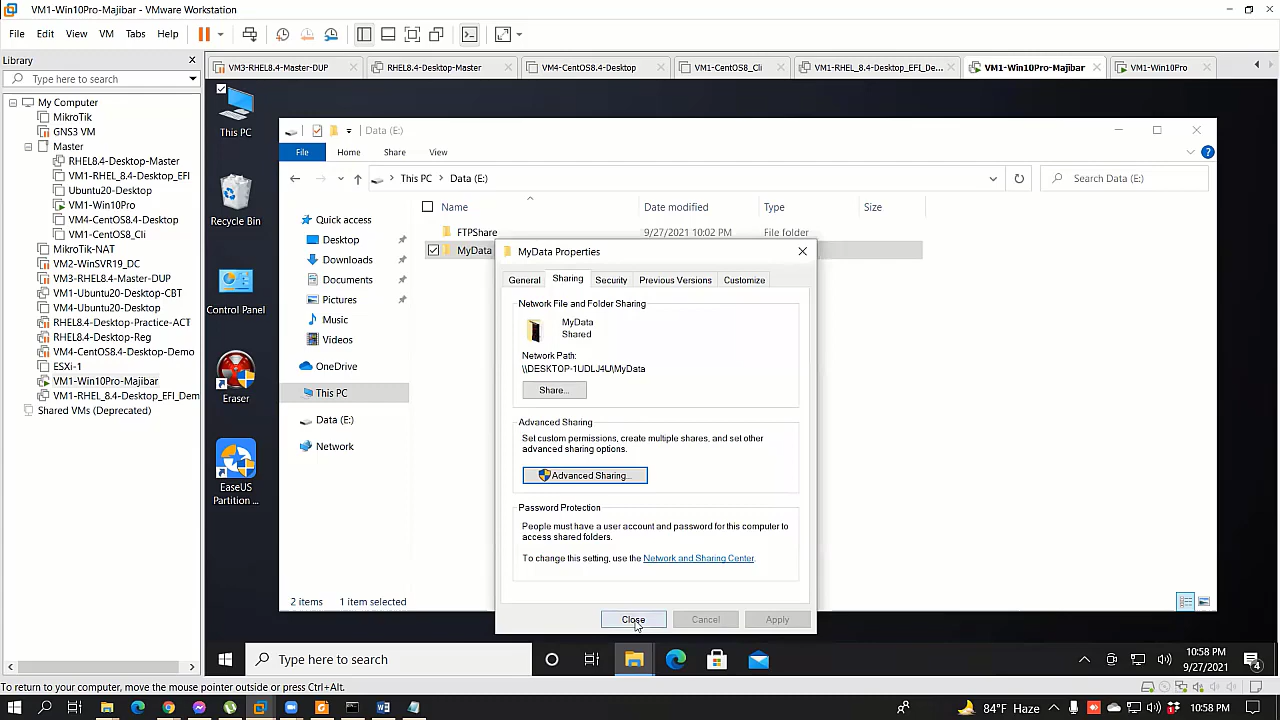 VM1-Win10Pro-Majibar - VMware Workstation
File Edit View VM Tabs Help
Library
Type here to search
My Computer
MikroTik
GNS3 VM
Master
RHEL8.4-Desktop-Master
VM1-RHEL_8.4-Desktop_EFI
Ubuntu20-Desktop
VM1-Win10Pro
VM4-CentOS8.4-Desktop
VM1-CentOS8_Cli
MikroTik-NAT
VM2-WinSVR19_DC
VM3-RHEL8.4-Master-DUP
VM1-Ubuntu20-Desktop-CBT
VM4-Ubuntu20-Desktop
RHEL8.4-Desktop-Practice-ACT
RHEL8.4-Desktop-Reg
VM4-CentOS8.4-Desktop-Demo
ESXi-1
VM1-Win10Pro-Majibar
VM1-RHEL_8.4-Desktop_EFI_Dem
Shared VMs (Deprecated)
VM3-RHEL8.4-Master-DUP
RHEL8.4-Desktop-Master
VM4-CentOS8.4-Desktop
VM1-CentOS8_Cli
VM1-RHEL_8.4-Desktop_EFI_De...
VM1-Win10Pro-Majibar
VM1-Win10Pro
This PC
Recycle Bin
Control Panel
Eraser
EaseUS
Partition ...
Data (E:)
File Home Share View
This PC > Data (E:)
Search Data (E:)
Quick access
Desktop
Downloads
Documents
Pictures
Music
Videos
OneDrive
This PC
Data (E:)
Network
Name Date modified Type Size
FTPShare 9/27/2021 10:02 PM File folder
MyData
2 items 1 item selected
MyData Properties
General Sharing Security Previous Versions Customize
Network File and Folder Sharing
MyData
Shared
Network Path:
\\DESKTOP-1UDLJ4U\MyData
Share...
Advanced Sharing
Set custom permissions, create multiple shares, and set other
advanced sharing options.
Advanced Sharing...
Password Protection
People must have a user account and password for this computer to
access shared folders.
To change this setting, use the Network and Sharing Center.
Close Cancel Apply
Type here to search
10:58 PM
9/27/2021
4
To return to your computer, move the mouse pointer outside or press Ctrl+Alt.
84°F Haze
10:58 PM